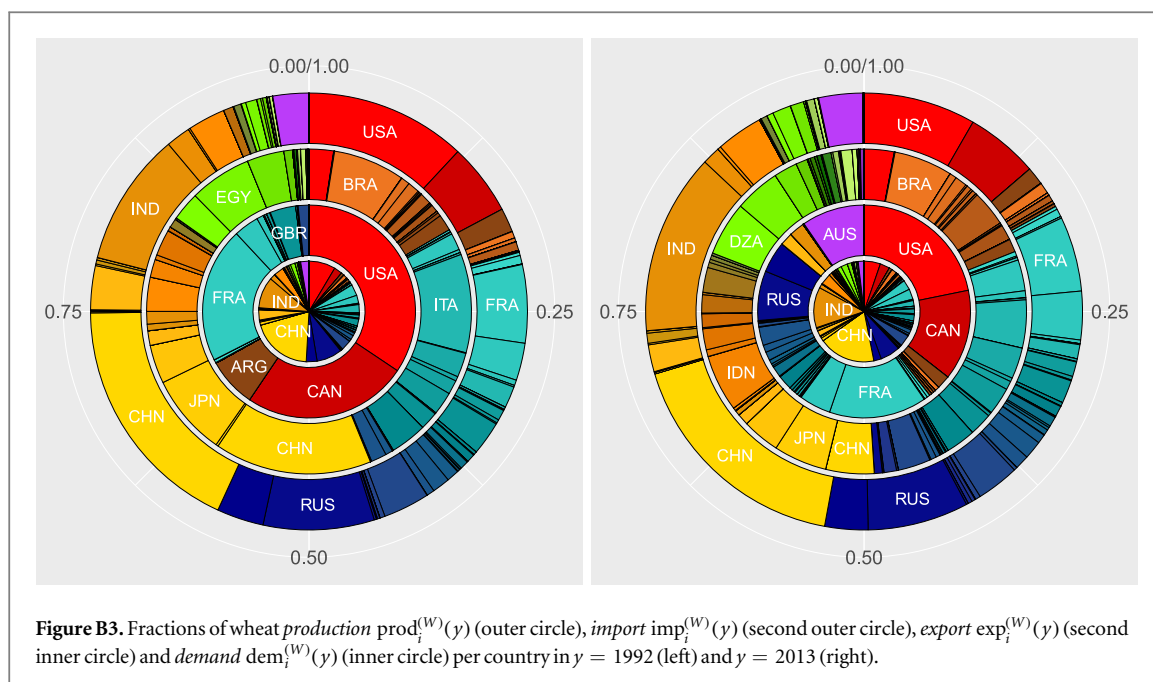 0.00/1.00
USA
BRA
IND
EGY
GBR
USA
FRA
ITA
FRA
0.75
IND
0.25
CHN
ARG
CAN
JPN
CHN
CHN
RUS
0.50
0.00/1.00
USA
BRA
AUS
USA
DZA
IND
FRA
RUS
0.75
IND
0.25
CHN
CAN
IDN
FRA
JPN
CHN
CHN
RUS
0.50
Figure B3. Fractions of wheat production prod_i^(W)(y) (outer circle), import imp_i^(W)(y) (second outer circle), export exp_i^(W)(y) (second
inner circle) and demand dem_i^(W)(y) (inner circle) per country in y = 1992 (left) and y = 2013 (right).